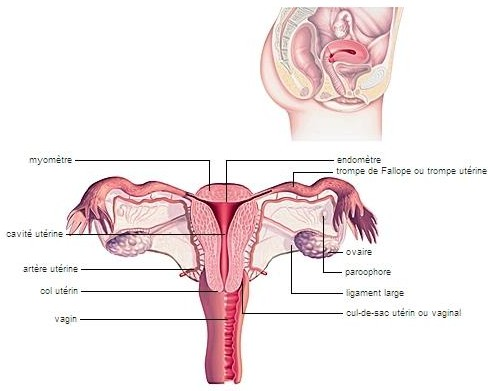 myomètre
endomètre
trompe de Fallope ou trompe utérine
cavité utérine
ovaire
artère utérine
paroophore
col utérin
ligament large
cul-de-sac utérin ou vaginal
vagin